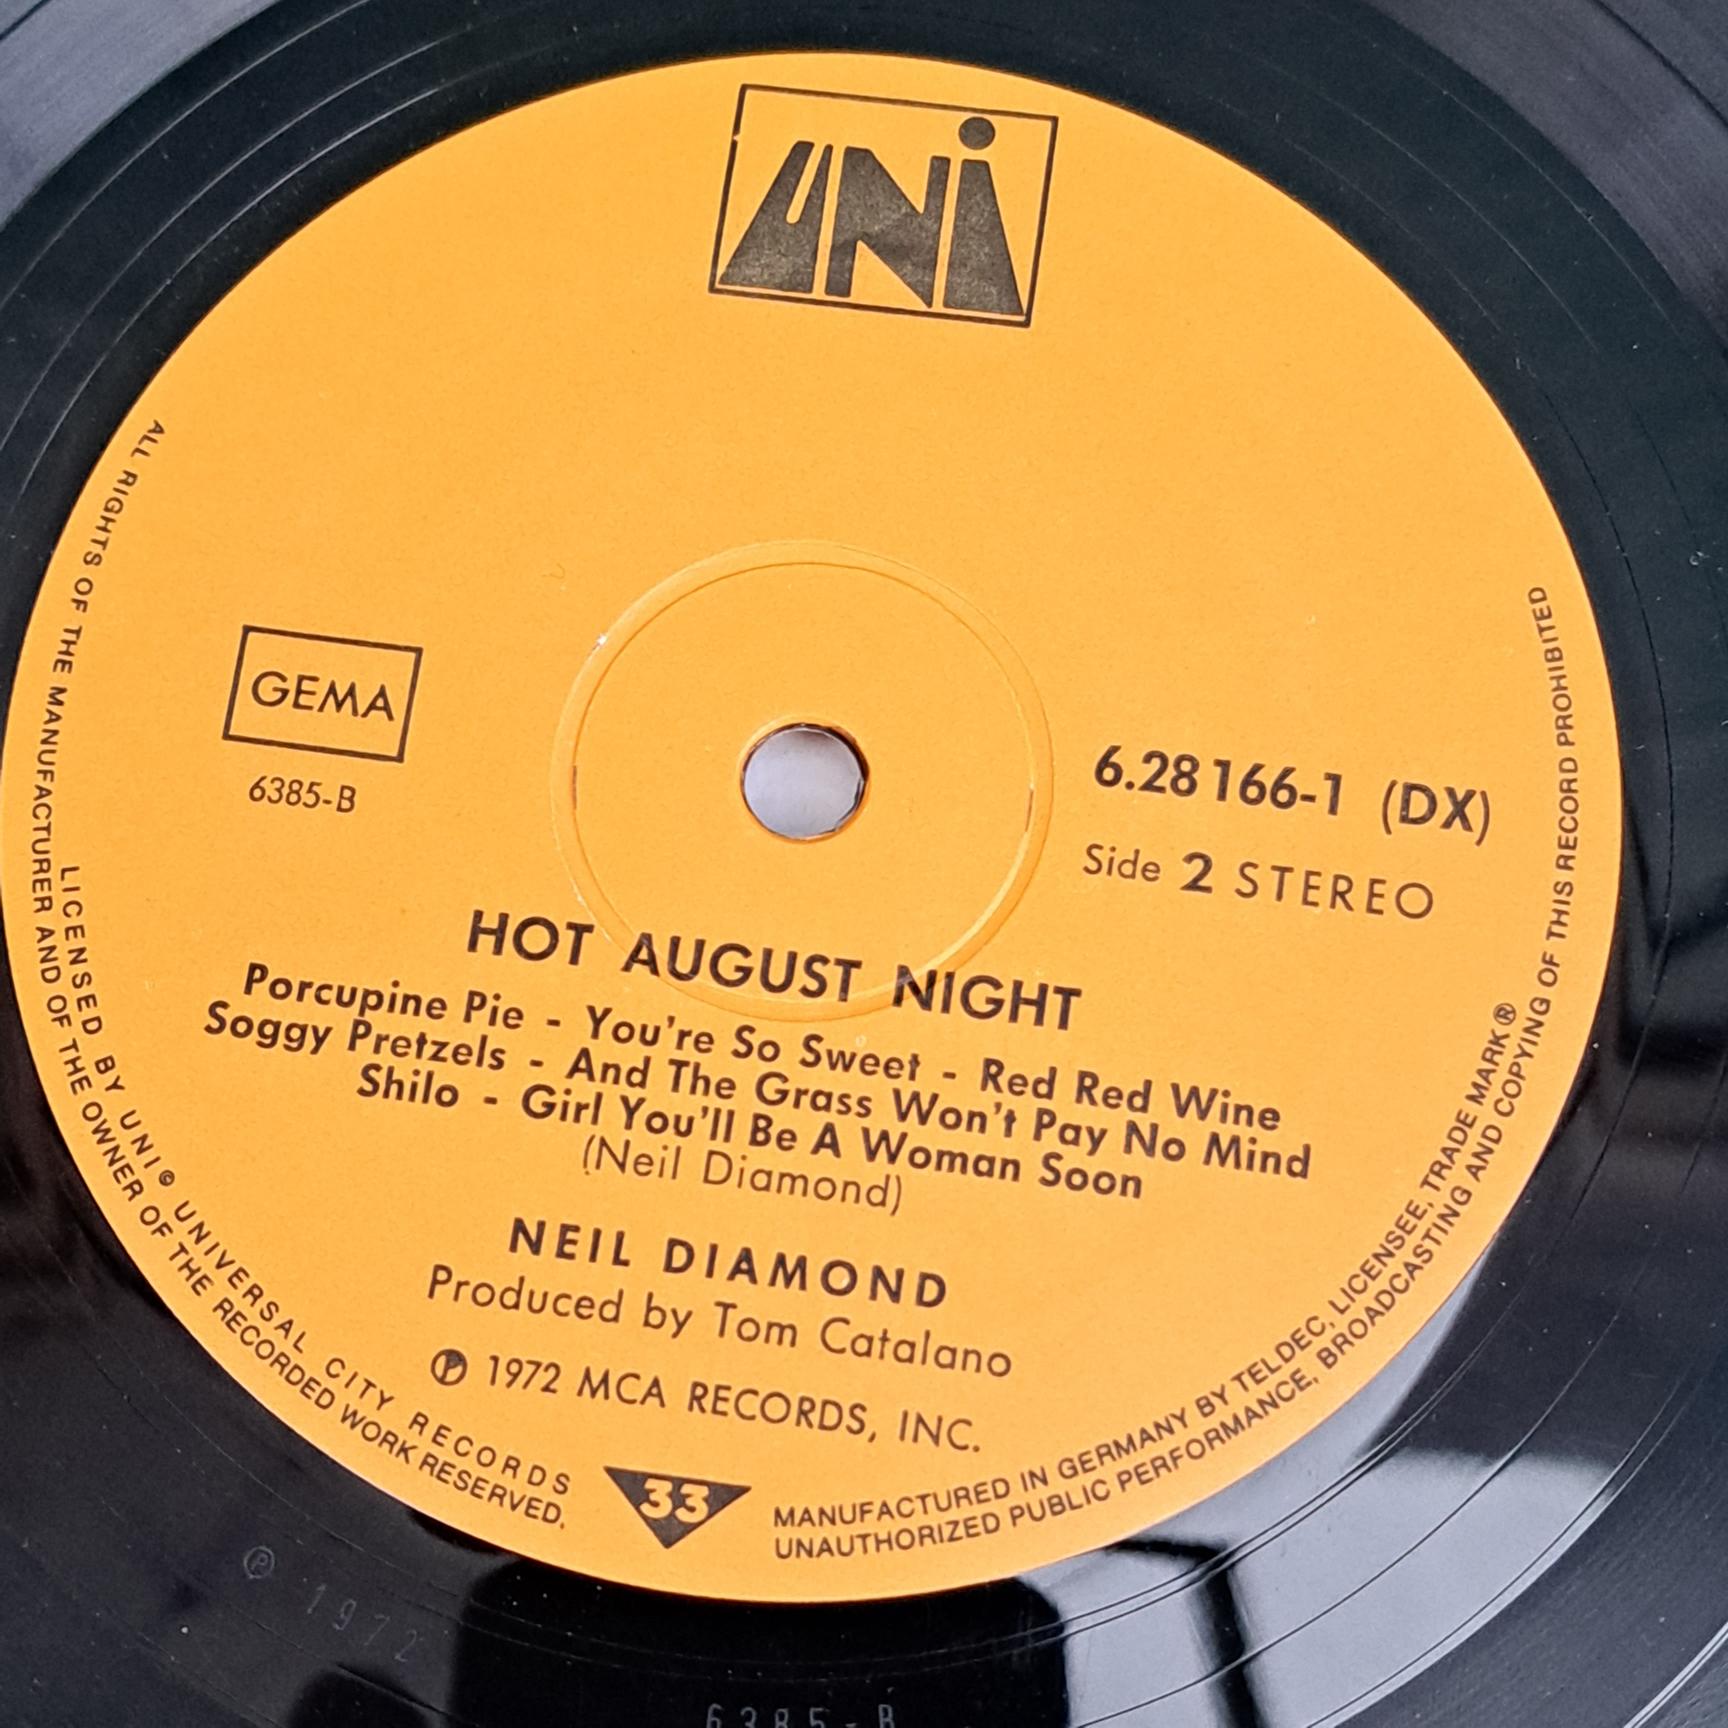 UNI
GEMA
6385-B
6.28166-1 (DX)
Side 2 STEREO
HOT AUGUST NIGHT
Porcupine Pie - You're So Sweet - Red Red Wine
Soggy Pretzels - And The Grass Won't Pay No Mind
Shilo - Girl You'll Be A Woman Soon
(Neil Diamond)
NEIL DIAMOND
Produced by Tom Catalano
℗ 1972 MCA RECORDS, INC.
33
ALL RIGHTS OF THE MANUFACTURER AND OF THE OWNER OF THE RECORDED WORK RESERVED.
LICENSED BY UNI® UNIVERSAL CITY RECORDS
MANUFACTURED IN GERMANY BY TELDEC, LICENSEE, TRADE MARK®
UNAUTHORIZED PUBLIC PERFORMANCE, BROADCASTING AND COPYING OF THIS RECORD PROHIBITED
℗ 1972
6385-B